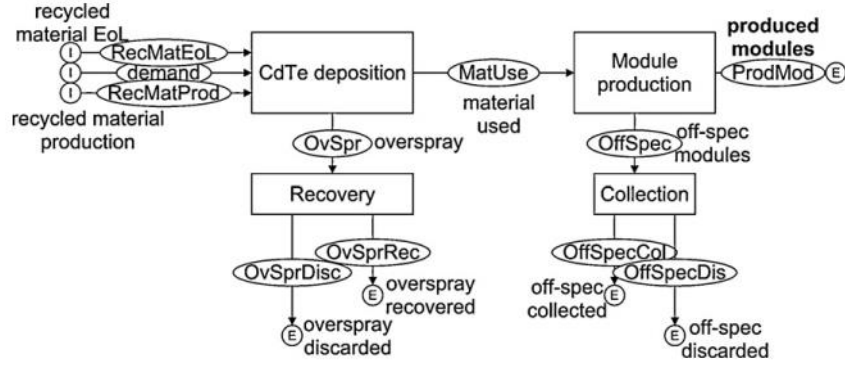 recycled
material EoL
I
RecMatEoL
I
demand
I
RecMatProd
recycled material
production
CdTe deposition
MatUse
material
used
Module
production
produced
modules
ProdMod
E
OvSpr
overspray
OffSpec
off-spec
modules
Recovery
Collection
OvSprRec
OvSprDisc
E
overspray
recovered
E
overspray
discarded
OffSpecCol
OffSpecDis
E
off-spec
collected
E
off-spec
discarded